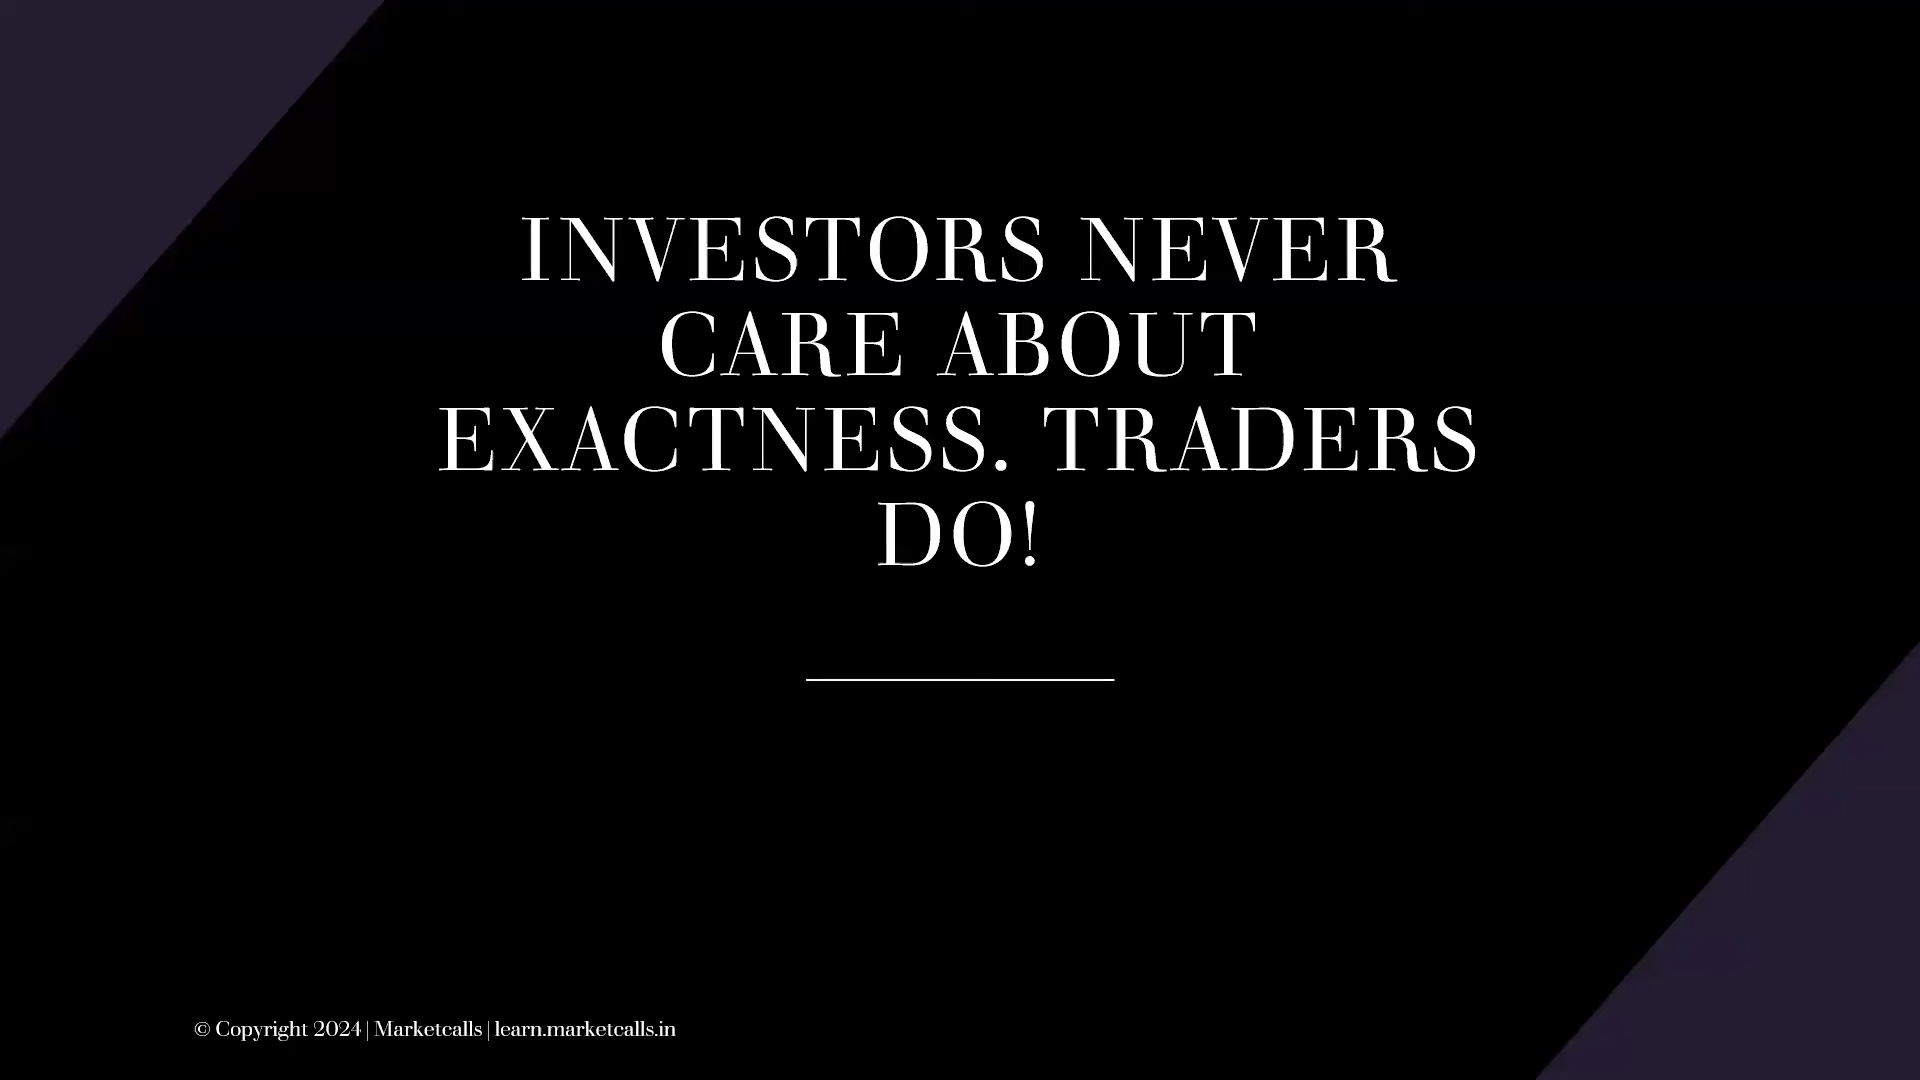 INVESTORS NEVER
CARE ABOUT
EXACTNESS. TRADERS
DO!
© Copyright 2024 | Marketcalls | learn.marketcalls.in